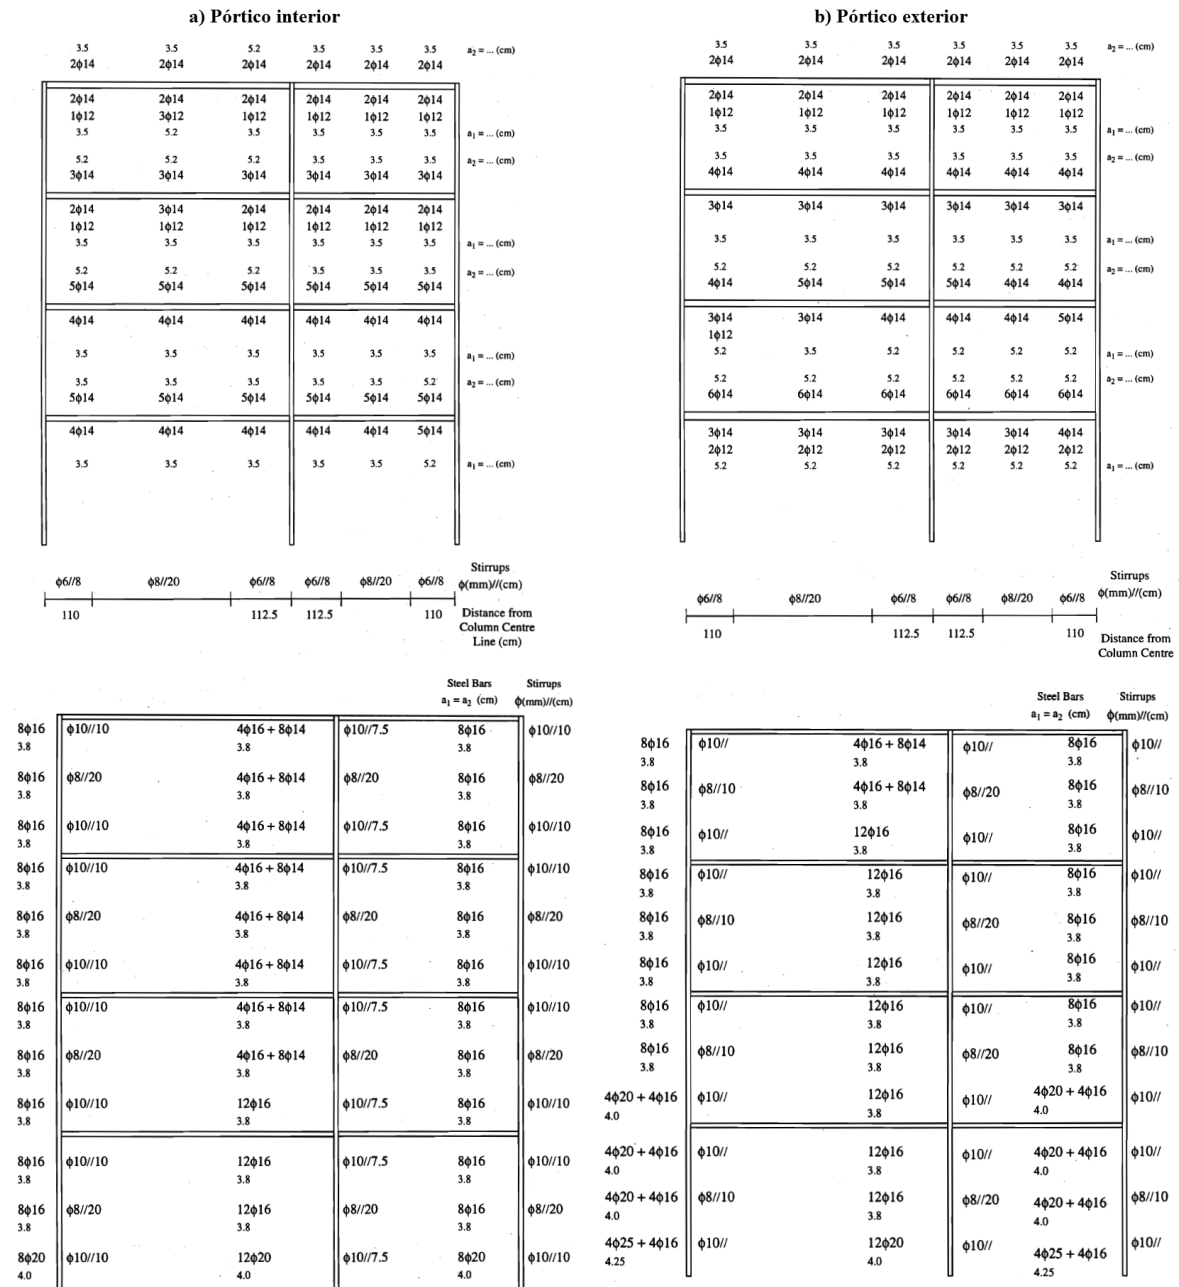 a) Pórtico interior
3.5 3.5 5.2 3.5 3.5 3.5 a₂ = ... (cm)
2ϕ14 2ϕ14 2ϕ14 2ϕ14 2ϕ14 2ϕ14
2ϕ14 2ϕ14 2ϕ14 2ϕ14 2ϕ14 2ϕ14
1ϕ12 3ϕ12 1ϕ12 1ϕ12 1ϕ12 1ϕ12
3.5 5.2 3.5 3.5 3.5 3.5 a₁ = ... (cm)
5.2 5.2 5.2 3.5 3.5 3.5 a₂ = ... (cm)
3ϕ14 3ϕ14 3ϕ14 3ϕ14 3ϕ14 3ϕ14
2ϕ14 3ϕ14 2ϕ14 2ϕ14 2ϕ14 2ϕ14
1ϕ12 1ϕ12 1ϕ12 1ϕ12 1ϕ12 1ϕ12
3.5 3.5 3.5 3.5 3.5 3.5 a₁ = ... (cm)
5.2 5.2 5.2 3.5 3.5 3.5 a₂ = ... (cm)
5ϕ14 5ϕ14 5ϕ14 5ϕ14 5ϕ14 5ϕ14
4ϕ14 4ϕ14 4ϕ14 4ϕ14 4ϕ14 4ϕ14
3.5 3.5 3.5 3.5 3.5 3.5 a₁ = ... (cm)
3.5 3.5 3.5 3.5 3.5 5.2 a₂ = ... (cm)
5ϕ14 5ϕ14 5ϕ14 5ϕ14 5ϕ14 5ϕ14
4ϕ14 4ϕ14 4ϕ14 4ϕ14 4ϕ14 5ϕ14
3.5 3.5 3.5 3.5 3.5 5.2 a₁ = ... (cm)
Stirrups
ϕ6//8 ϕ8//20 ϕ6//8 ϕ6//8 ϕ8//20 ϕ6//8 ϕ(mm)//(cm)
110 112.5 112.5 110 Distance from
Column Centre
Line (cm)
Steel Bars Stirrups
a₁ = a₂ (cm) ϕ(mm)//(cm)
8ϕ16 ϕ10//10 4ϕ16 + 8ϕ14 ϕ10//7.5 8ϕ16 ϕ10//10
3.8 3.8 3.8
8ϕ16 ϕ8//20 4ϕ16 + 8ϕ14 ϕ8//20 8ϕ16 ϕ8//20
3.8 3.8 3.8
8ϕ16 ϕ10//10 4ϕ16 + 8ϕ14 ϕ10//7.5 8ϕ16 ϕ10//10
3.8 3.8 3.8
8ϕ16 ϕ10//10 4ϕ16 + 8ϕ14 ϕ10//7.5 8ϕ16 ϕ10//10
3.8 3.8 3.8
8ϕ16 ϕ8//20 4ϕ16 + 8ϕ14 ϕ8//20 8ϕ16 ϕ8//20
3.8 3.8 3.8
8ϕ16 ϕ10//10 4ϕ16 + 8ϕ14 ϕ10//7.5 8ϕ16 ϕ10//10
3.8 3.8 3.8
8ϕ16 ϕ10//10 4ϕ16 + 8ϕ14 ϕ10//7.5 8ϕ16 ϕ10//10
3.8 3.8 3.8
8ϕ16 ϕ8//20 4ϕ16 + 8ϕ14 ϕ8//20 8ϕ16 ϕ8//20
3.8 3.8 3.8
8ϕ16 ϕ10//10 12ϕ16 ϕ10//7.5 8ϕ16 ϕ10//10
3.8 3.8 3.8
8ϕ16 ϕ10//10 12ϕ16 ϕ10//7.5 8ϕ16 ϕ10//10
3.8 3.8 3.8
8ϕ16 ϕ8//20 12ϕ16 ϕ8//20 8ϕ16 ϕ8//20
3.8 3.8 3.8
8ϕ20 ϕ10//10 12ϕ20 ϕ10//7.5 8ϕ20 ϕ10//10
4.0 4.0 4.0
b) Pórtico exterior
3.5 3.5 3.5 3.5 3.5 3.5 a₂ = ... (cm)
2ϕ14 2ϕ14 2ϕ14 2ϕ14 2ϕ14 2ϕ14
2ϕ14 2ϕ14 2ϕ14 2ϕ14 2ϕ14 2ϕ14
1ϕ12 1ϕ12 1ϕ12 1ϕ12 1ϕ12 1ϕ12
3.5 3.5 3.5 3.5 3.5 3.5 a₁ = ... (cm)
3.5 3.5 3.5 3.5 3.5 3.5 a₂ = ... (cm)
4ϕ14 4ϕ14 4ϕ14 4ϕ14 4ϕ14 4ϕ14
3ϕ14 3ϕ14 3ϕ14 3ϕ14 3ϕ14 3ϕ14
3.5 3.5 3.5 3.5 3.5 3.5 a₁ = ... (cm)
5.2 5.2 5.2 5.2 5.2 5.2 a₂ = ... (cm)
4ϕ14 5ϕ14 5ϕ14 5ϕ14 4ϕ14 4ϕ14
3ϕ14 3ϕ14 4ϕ14 4ϕ14 4ϕ14 5ϕ14
1ϕ12
5.2 3.5 5.2 5.2 5.2 5.2 a₁ = ... (cm)
5.2 5.2 5.2 5.2 5.2 5.2 a₂ = ... (cm)
6ϕ14 6ϕ14 6ϕ14 6ϕ14 6ϕ14 6ϕ14
3ϕ14 3ϕ14 3ϕ14 3ϕ14 3ϕ14 4ϕ14
2ϕ12 2ϕ12 2ϕ12 2ϕ12 2ϕ12 2ϕ12
5.2 5.2 5.2 5.2 5.2 5.2 a₁ = ... (cm)
Stirrups
ϕ6//8 ϕ8//20 ϕ6//8 ϕ6//8 ϕ8//20 ϕ6//8 ϕ(mm)//(cm)
110 112.5 112.5 110 Distance from
Column Centre
Steel Bars Stirrups
a₁ = a₂ (cm) ϕ(mm)//(cm)
8ϕ16 ϕ10// 4ϕ16 + 8ϕ14 ϕ10// 8ϕ16 ϕ10//
3.8 3.8 3.8
8ϕ16 ϕ8//10 4ϕ16 + 8ϕ14 ϕ8//20 8ϕ16 ϕ8//10
3.8 3.8 3.8
8ϕ16 ϕ10// 12ϕ16 ϕ10// 8ϕ16 ϕ10//
3.8 3.8 3.8
8ϕ16 ϕ10// 12ϕ16 ϕ10// 8ϕ16 ϕ10//
3.8 3.8 3.8
8ϕ16 ϕ8//10 12ϕ16 ϕ8//20 8ϕ16 ϕ8//10
3.8 3.8 3.8
8ϕ16 ϕ10// 12ϕ16 ϕ10// 8ϕ16 ϕ10//
3.8 3.8 3.8
8ϕ16 ϕ10// 12ϕ16 ϕ10// 8ϕ16 ϕ10//
3.8 3.8 3.8
8ϕ16 ϕ8//10 12ϕ16 ϕ8//20 8ϕ16 ϕ8//10
3.8 3.8 3.8
4ϕ20 + 4ϕ16 ϕ10// 12ϕ16 ϕ10// 4ϕ20 + 4ϕ16 ϕ10//
4.0 3.8 4.0
4ϕ20 + 4ϕ16 ϕ10// 12ϕ16 ϕ10// 4ϕ20 + 4ϕ16 ϕ10//
4.0 3.8 4.0
4ϕ20 + 4ϕ16 ϕ8//10 12ϕ16 ϕ8//20 4ϕ20 + 4ϕ16 ϕ8//10
4.0 3.8 4.0
4ϕ25 + 4ϕ16 ϕ10// 12ϕ20 ϕ10// 4ϕ25 + 4ϕ16 ϕ10//
4.25 4.0 4.25